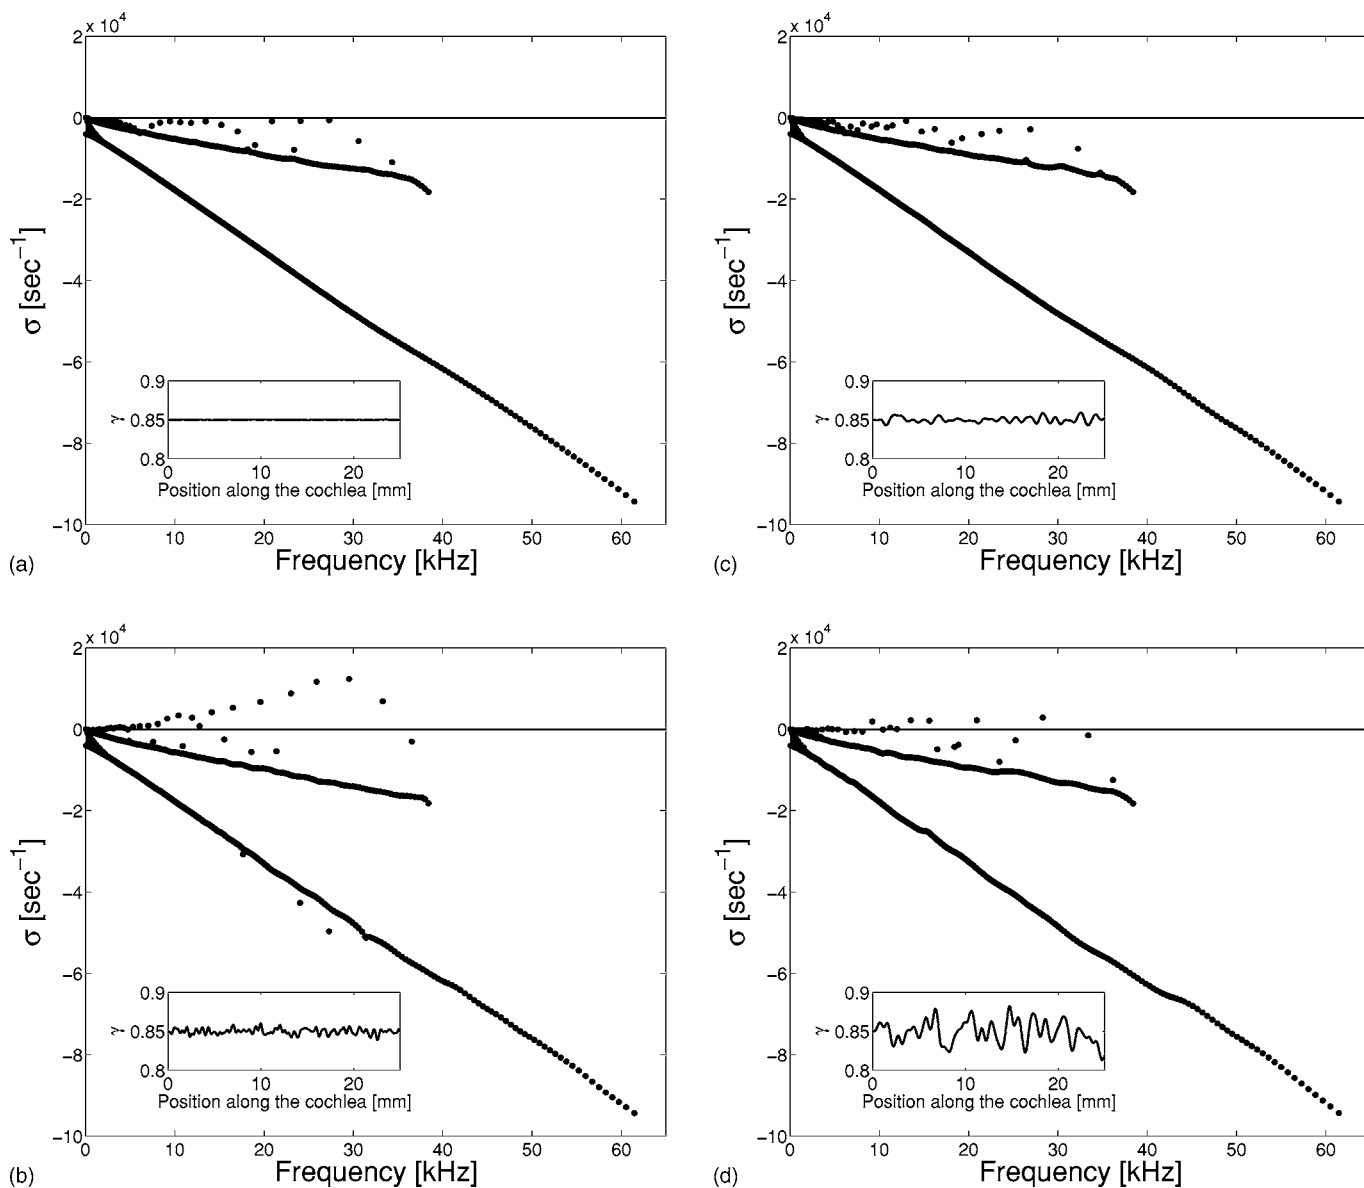 x 10⁴
2
0
−2
−4
−6
−8
−10
σ [sec⁻¹]
0 10 20 30 40 50 60
Frequency [kHz]
0.9
γ 0.85
0.8
0 10 20
Position along the cochlea [mm]
(a)
x 10⁴
2
0
−2
−4
−6
−8
−10
σ [sec⁻¹]
0 10 20 30 40 50 60
Frequency [kHz]
0.9
γ 0.85
0.8
0 10 20
Position along the cochlea [mm]
(c)
x 10⁴
2
0
−2
−4
−6
−8
−10
σ [sec⁻¹]
0 10 20 30 40 50 60
Frequency [kHz]
0.9
γ 0.85
0.8
0 10 20
Position along the cochlea [mm]
(b)
x 10⁴
2
0
−2
−4
−6
−8
−10
σ [sec⁻¹]
0 10 20 30 40 50 60
Frequency [kHz]
0.9
γ 0.85
0.8
0 10 20
Position along the cochlea [mm]
(d)